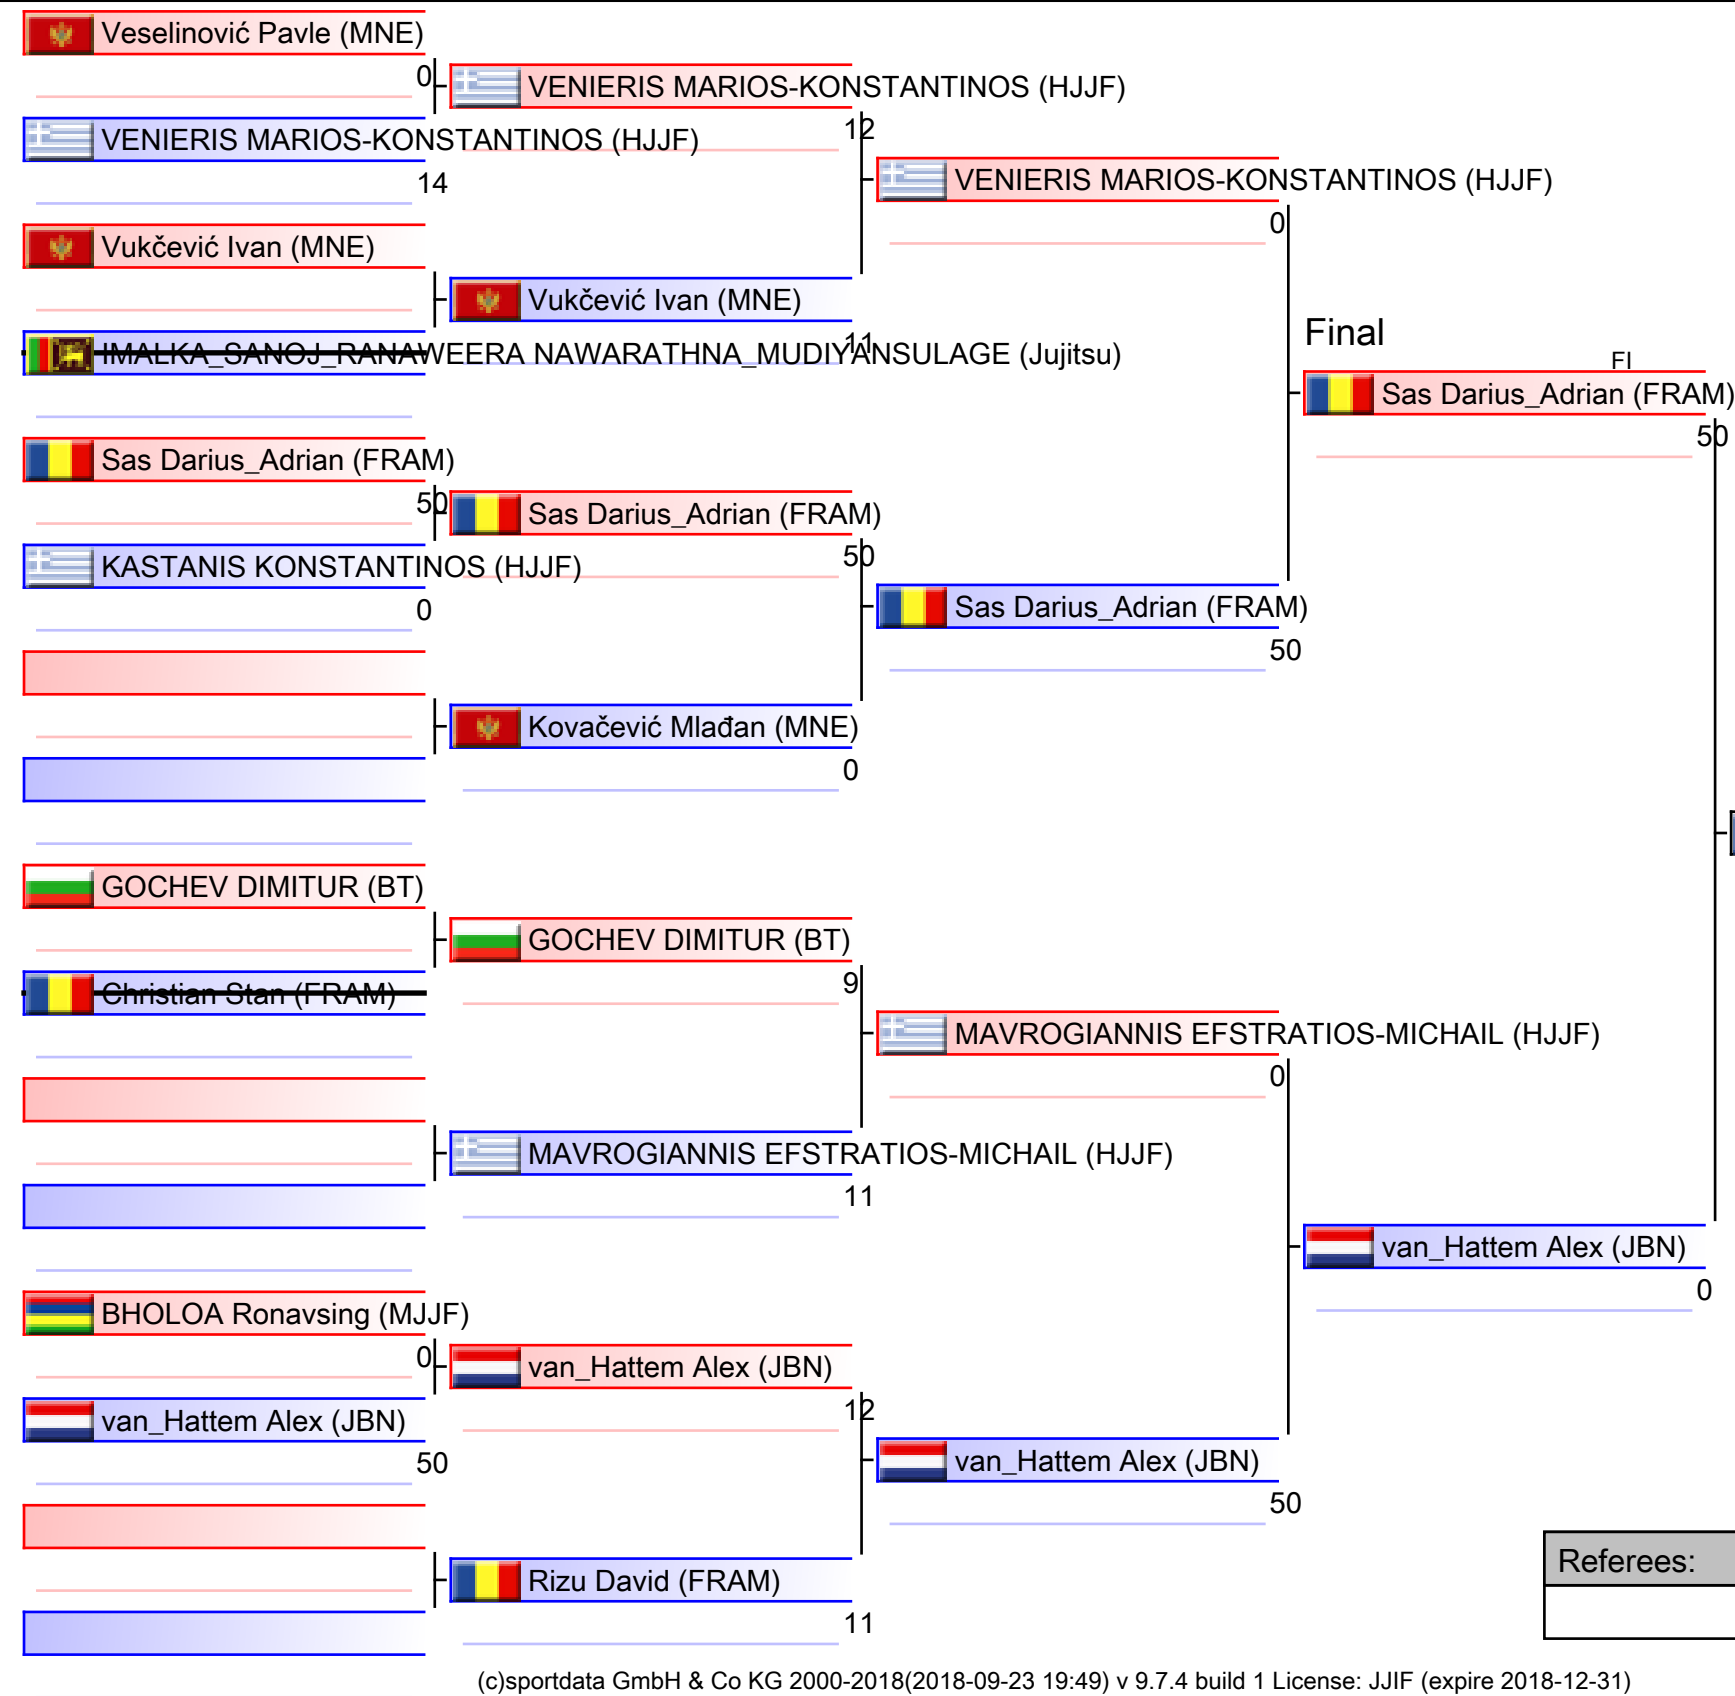 Veselinović Pavle (MNE)
0
VENIERIS MARIOS-KONSTANTINOS (HJJF)
14
Vukčević Ivan (MNE)
IMALKA_SANOJ_RANAWEERA NAWARATHNA_MUDIYANSULAGE (Jujitsu)
Sas Darius_Adrian (FRAM)
50
KASTANIS KONSTANTINOS (HJJF)
0
GOCHEV DIMITUR (BT)
Christian Stan (FRAM)
BHOLOA Ronavsing (MJJF)
0
van_Hattem Alex (JBN)
50
VENIERIS MARIOS-KONSTANTINOS (HJJF)
12
Vukčević Ivan (MNE)
11
Sas Darius_Adrian (FRAM)
50
Kovačević Mlađan (MNE)
0
GOCHEV DIMITUR (BT)
9
MAVROGIANNIS EFSTRATIOS-MICHAIL (HJJF)
11
van_Hattem Alex (JBN)
12
Rizu David (FRAM)
11
VENIERIS MARIOS-KONSTANTINOS (HJJF)
0
Sas Darius_Adrian (FRAM)
50
MAVROGIANNIS EFSTRATIOS-MICHAIL (HJJF)
0
van_Hattem Alex (JBN)
50
Final
FI
Sas Darius_Adrian (FRAM)
50
van_Hattem Alex (JBN)
0
Referees:
(c)sportdata GmbH & Co KG 2000-2018(2018-09-23 19:49) v 9.7.4 build 1 License: JJIF (expire 2018-12-31)